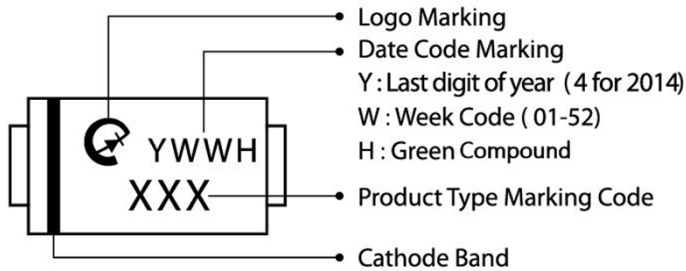 Logo Marking
Date Code Marking
Y : Last digit of year ( 4 for 2014)
W : Week Code ( 01-52)
H : Green Compound
YWWH
XXX
Product Type Marking Code
Cathode Band